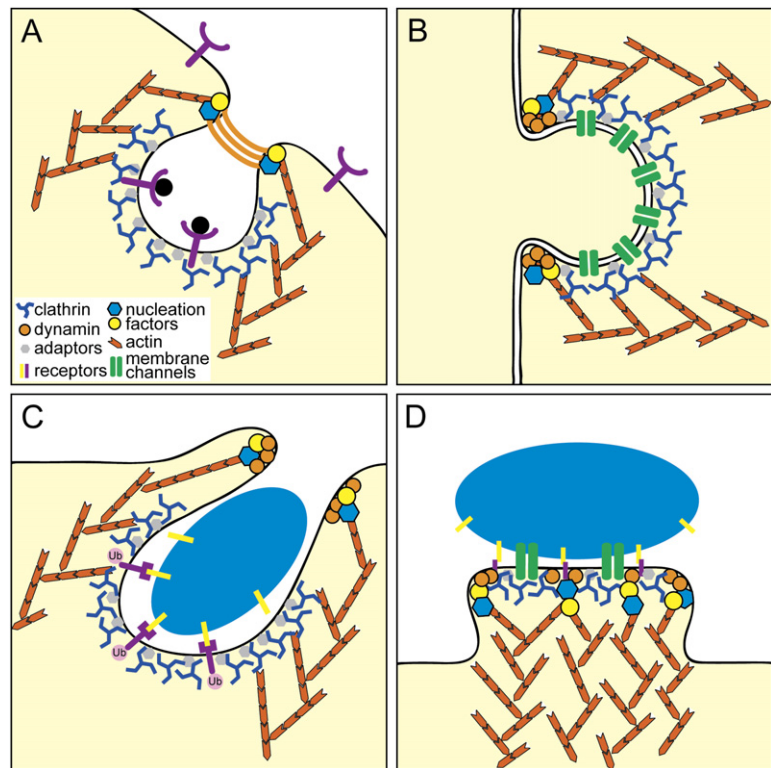 A
B
clathrin
dynamin
adaptors
receptors
nucleation
factors
actin
membrane
channels
C
Ub
Ub
Ub
D